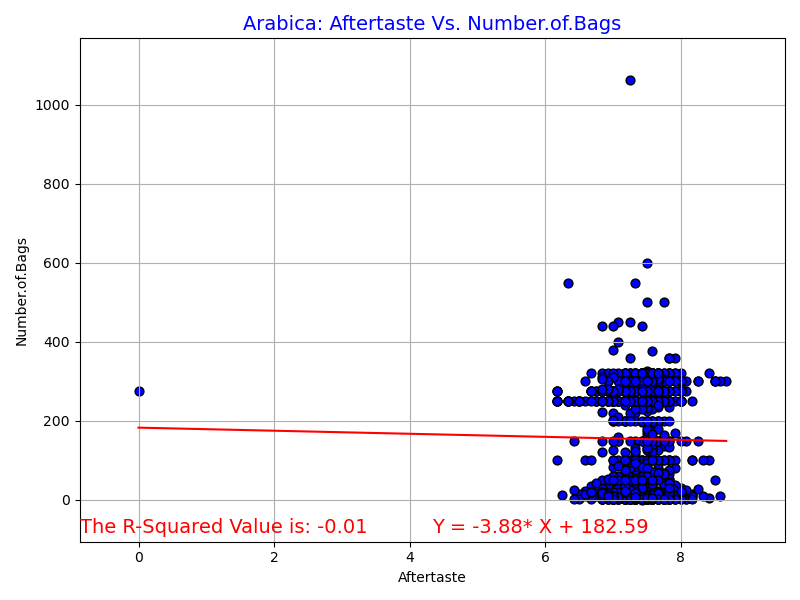 Arabica: Aftertaste Vs. Number.of.Bags
1000
800
600
400
200
0
Number.of.Bags
The R-Squared Value is: -0.01
Y = -3.88* X + 182.59
0 2 4 6 8
Aftertaste